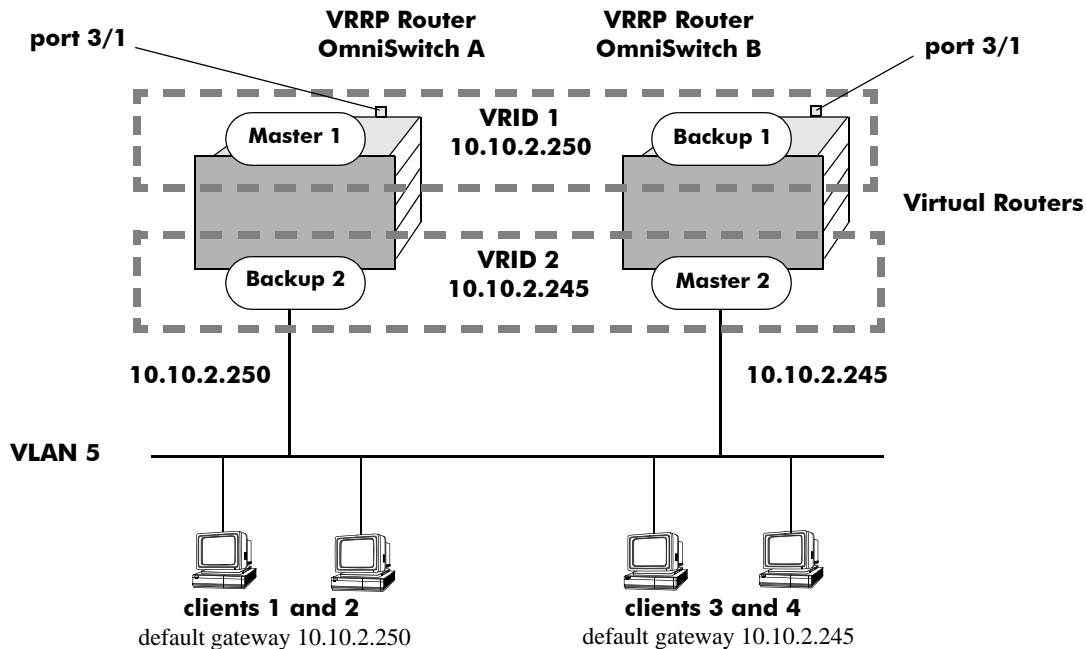 VRRP Router
OmniSwitch A
VRRP Router
OmniSwitch B
port 3/1
port 3/1
Master 1
VRID 1
10.10.2.250
Backup 1
Virtual Routers
Backup 2
VRID 2
10.10.2.245
Master 2
10.10.2.250
10.10.2.245
VLAN 5
clients 1 and 2
default gateway 10.10.2.250
clients 3 and 4
default gateway 10.10.2.245